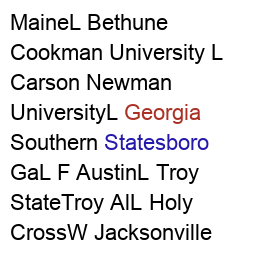 MaineL Bethune
Cookman University L
Carson Newman
UniversityL Georgia
Southern Statesboro
GaL F AustinL Troy
StateTroy AlL Holy
CrossW Jacksonville